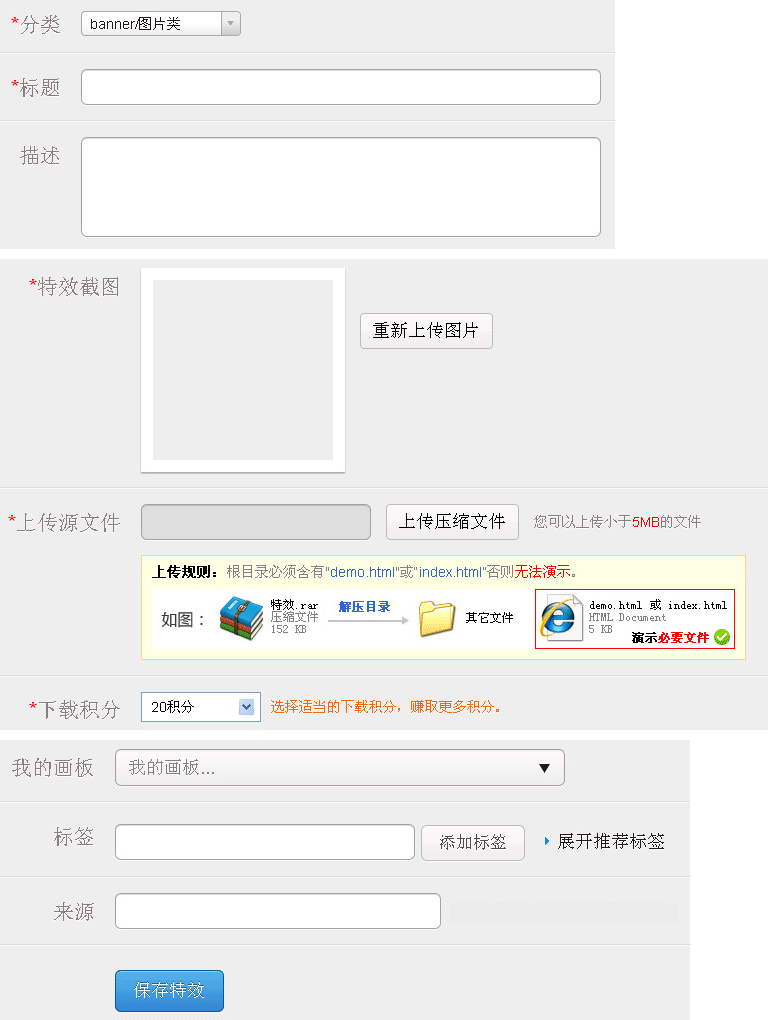 *分类 banner/图片类
*标题
描述
*特效截图
重新上传图片
*上传源文件 上传压缩文件 您可以上传小于5MB的文件
上传规则：根目录必须含有"demo.html"或"index.html"否则无法演示。
如图：
特效.rar
压缩文件
152 KB
解压目录
其它文件
demo.html 或 index.html
HTML Document
5 KB
演示必要文件
*下载积分 20积分 选择适当的下载积分，赚取更多积分。
我的画板 我的画板...
标签 添加标签 展开推荐标签
来源
保存特效